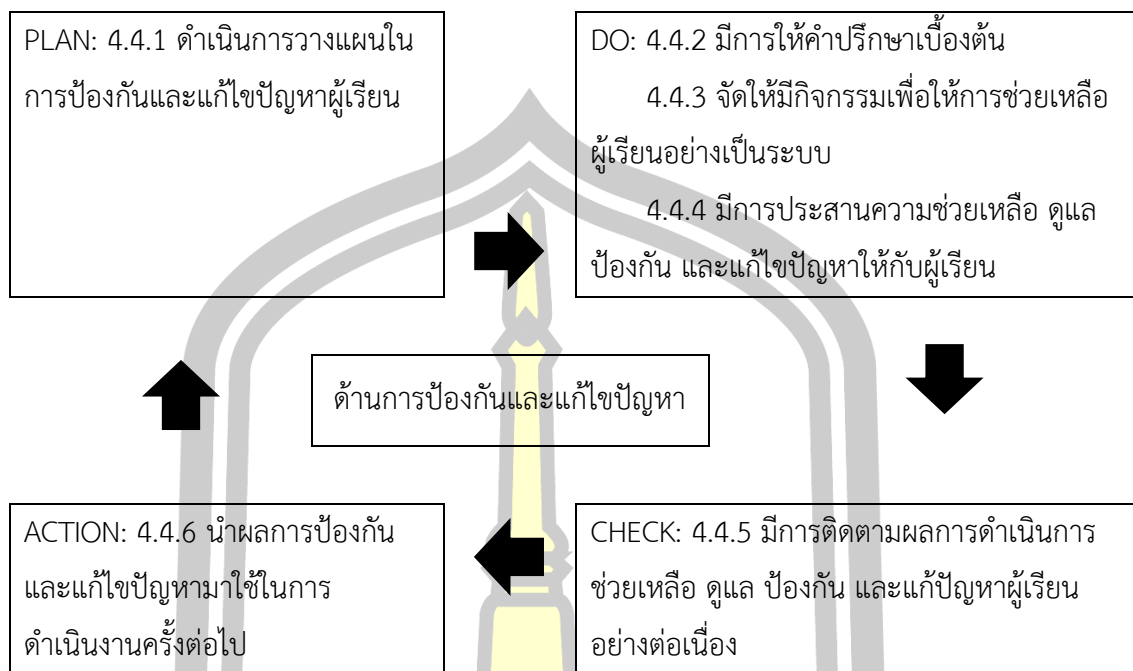 PLAN: 4.4.1 ดำเนินการวางแผนใน
การป้องกันและแก้ไขปัญหาผู้เรียน
DO: 4.4.2 มีการให้คำปรึกษาเบื้องต้น
4.4.3 จัดให้มีกิจกรรมเพื่อให้การช่วยเหลือ
ผู้เรียนอย่างเป็นระบบ
4.4.4 มีการประสานความช่วยเหลือ ดูแล
ป้องกัน และแก้ไขปัญหาให้กับผู้เรียน
ด้านการป้องกันและแก้ไขปัญหา
ACTION: 4.4.6 นำผลการป้องกัน
และแก้ไขปัญหามาใช้ในการ
ดำเนินงานครั้งต่อไป
CHECK: 4.4.5 มีการติดตามผลการดำเนินการ
ช่วยเหลือ ดูแล ป้องกัน และแก้ปัญหาผู้เรียน
อย่างต่อเนื่อง